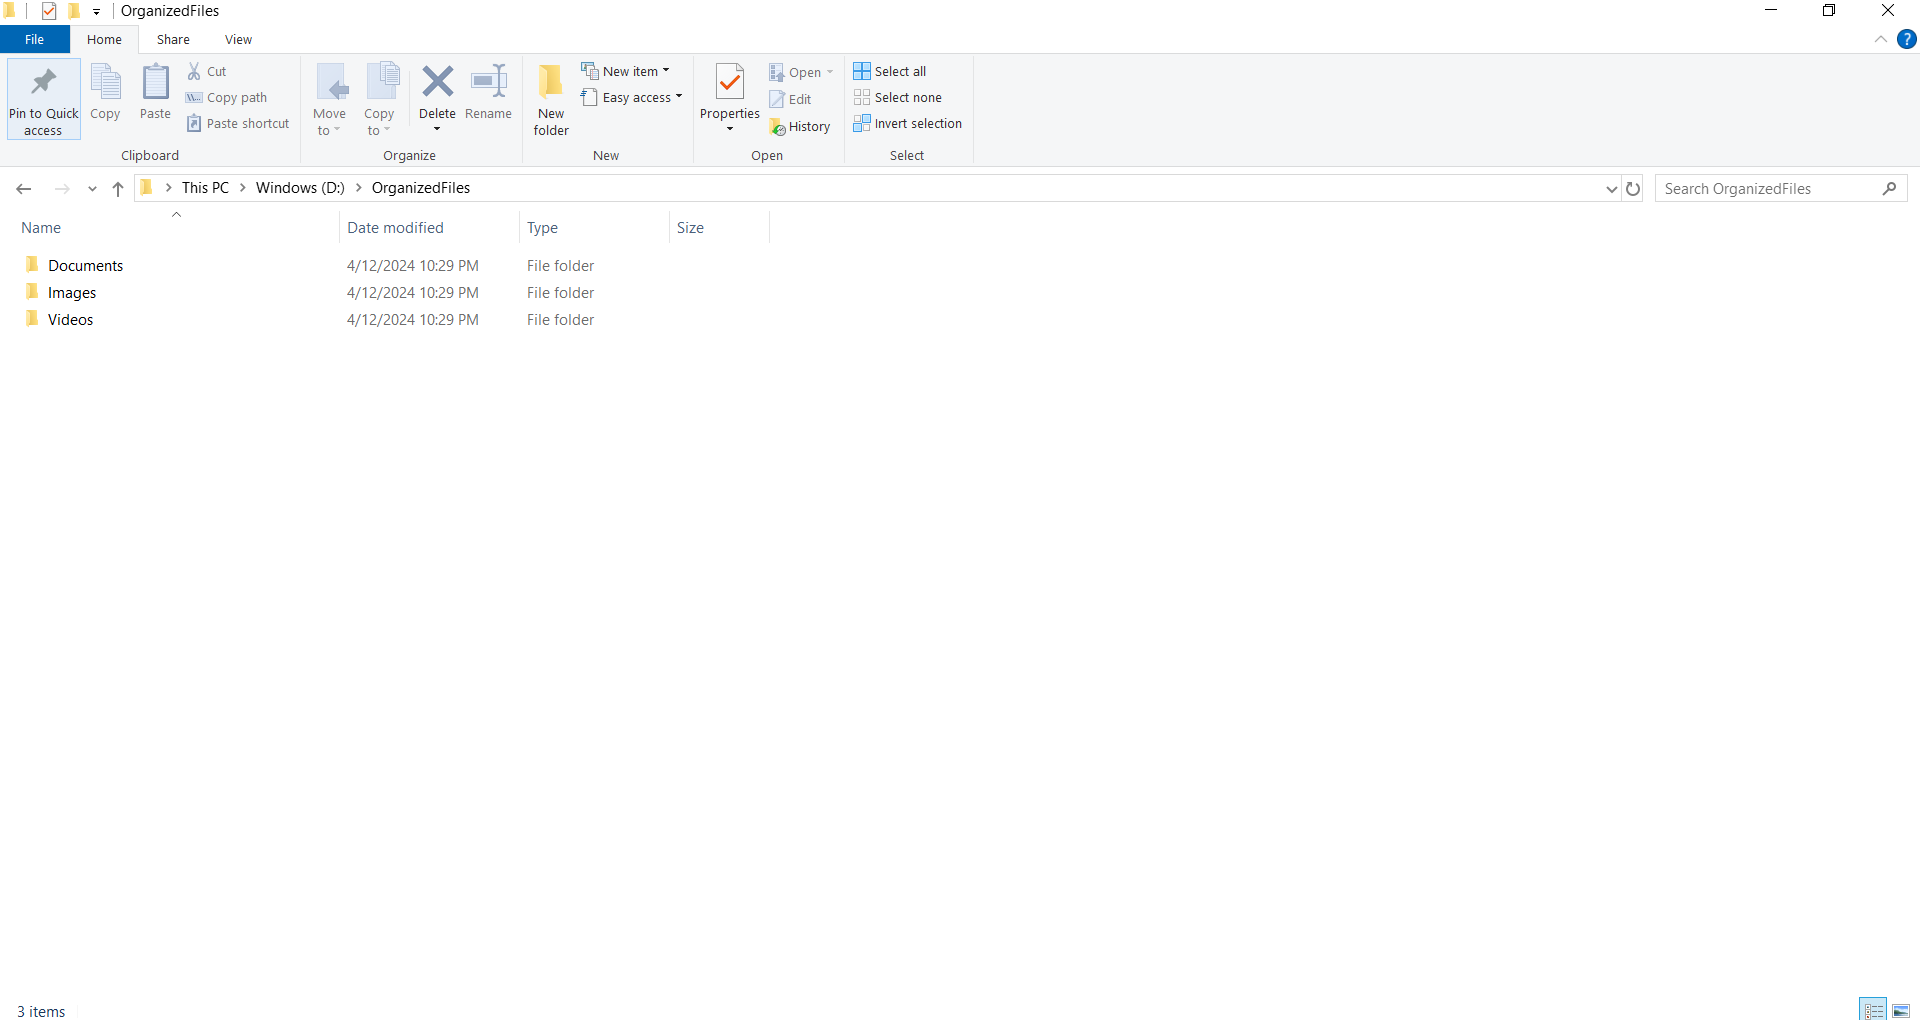 OrganizedFiles
File Home Share View
Pin to Quick access
Copy
Paste
Cut
Copy path
Paste shortcut
Clipboard
Move to
Copy to
Delete
Rename
Organize
New folder
New item
Easy access
New
Properties
Open
Edit
History
Open
Select all
Select none
Invert selection
Select
This PC > Windows (D:) > OrganizedFiles
Search OrganizedFiles
Name Date modified Type Size
Documents 4/12/2024 10:29 PM File folder
Images 4/12/2024 10:29 PM File folder
Videos 4/12/2024 10:29 PM File folder
3 items